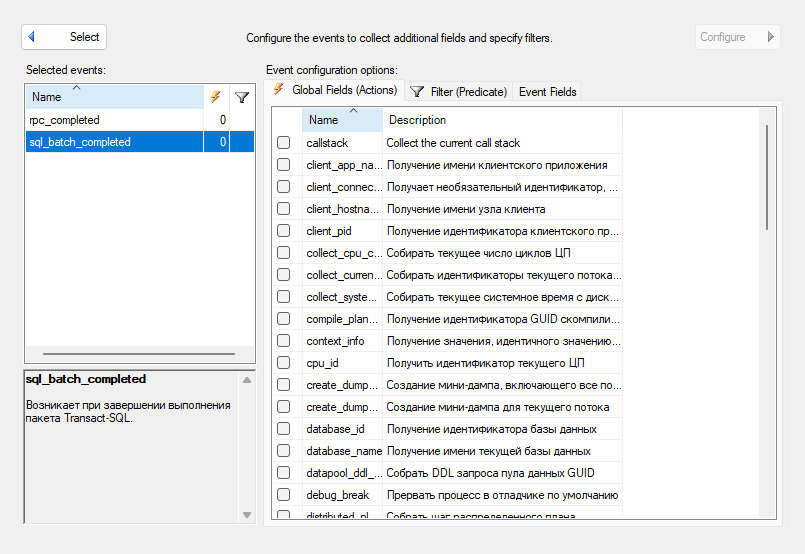 Select
Configure the events to collect additional fields and specify filters.
Configure
Selected events:
Event configuration options:
Name
rpc_completed 0
sql_batch_completed 0
sql_batch_completed
Возникает при завершении выполнения
пакета Transact-SQL.
Global Fields (Actions) Filter (Predicate) Event Fields
Name Description
callstack Collect the current call stack
client_app_na... Получение имени клиентского приложения
client_connec... Получает необязательный идентификатор, ...
client_hostna... Получение имени узла клиента
client_pid Получение идентификатора клиентского пр...
collect_cpu_c... Собирать текущее число циклов ЦП
collect_curren... Собирать идентификаторы текущего потока...
collect_syste... Собирать текущее системное время с диск...
compile_plan... Получение идентификатора GUID скомпили...
context_info Получение значения, идентичного значению...
cpu_id Получить идентификатор текущего ЦП
create_dump... Создание мини-дампа, включающего все по...
create_dump... Создание мини-дампа для текущего потока
database_id Получение идентификатора базы данных
database_name Получение имени текущей базы данных
datapool_ddl_... Собрать DDL запроса пула данных GUID
debug_break Прервать процесс в отладчике по умолчанию
distributed_pl... Собрать шаг распределенного плана